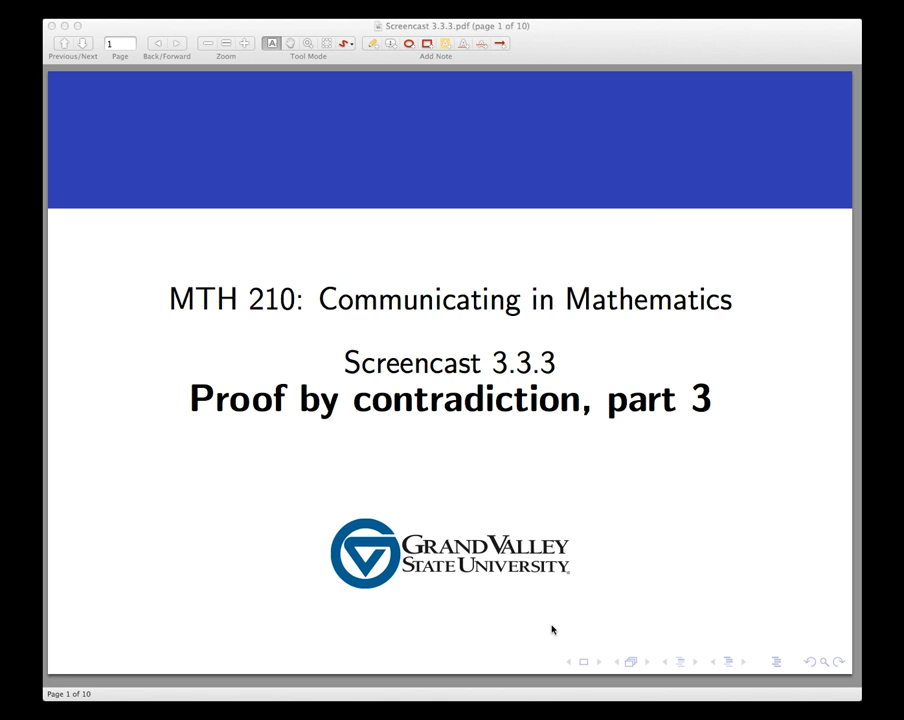 Screencast 3.3.3.pdf (page 1 of 10)
1
A
Previous/Next Page Back/Forward Zoom Tool Mode Add Note
MTH 210: Communicating in Mathematics
Screencast 3.3.3
Proof by contradiction, part 3
GRANDVALLEY
STATE UNIVERSITY.
Page 1 of 10